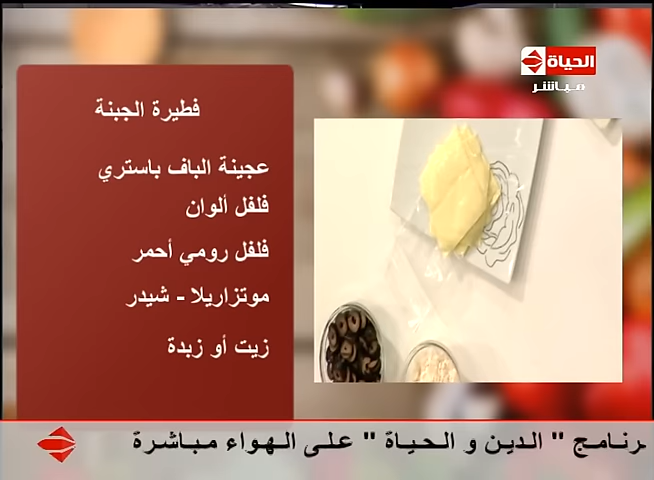 الحياة
مباشر
فطيرة الجبنة
عجينة الباف باستري
فلفل ألوان
فلفل رومي أحمر
موتزاريلا - شيدر
زيت أو زبدة
رنامج " الدين و الحياة " على الهواء مباشرة